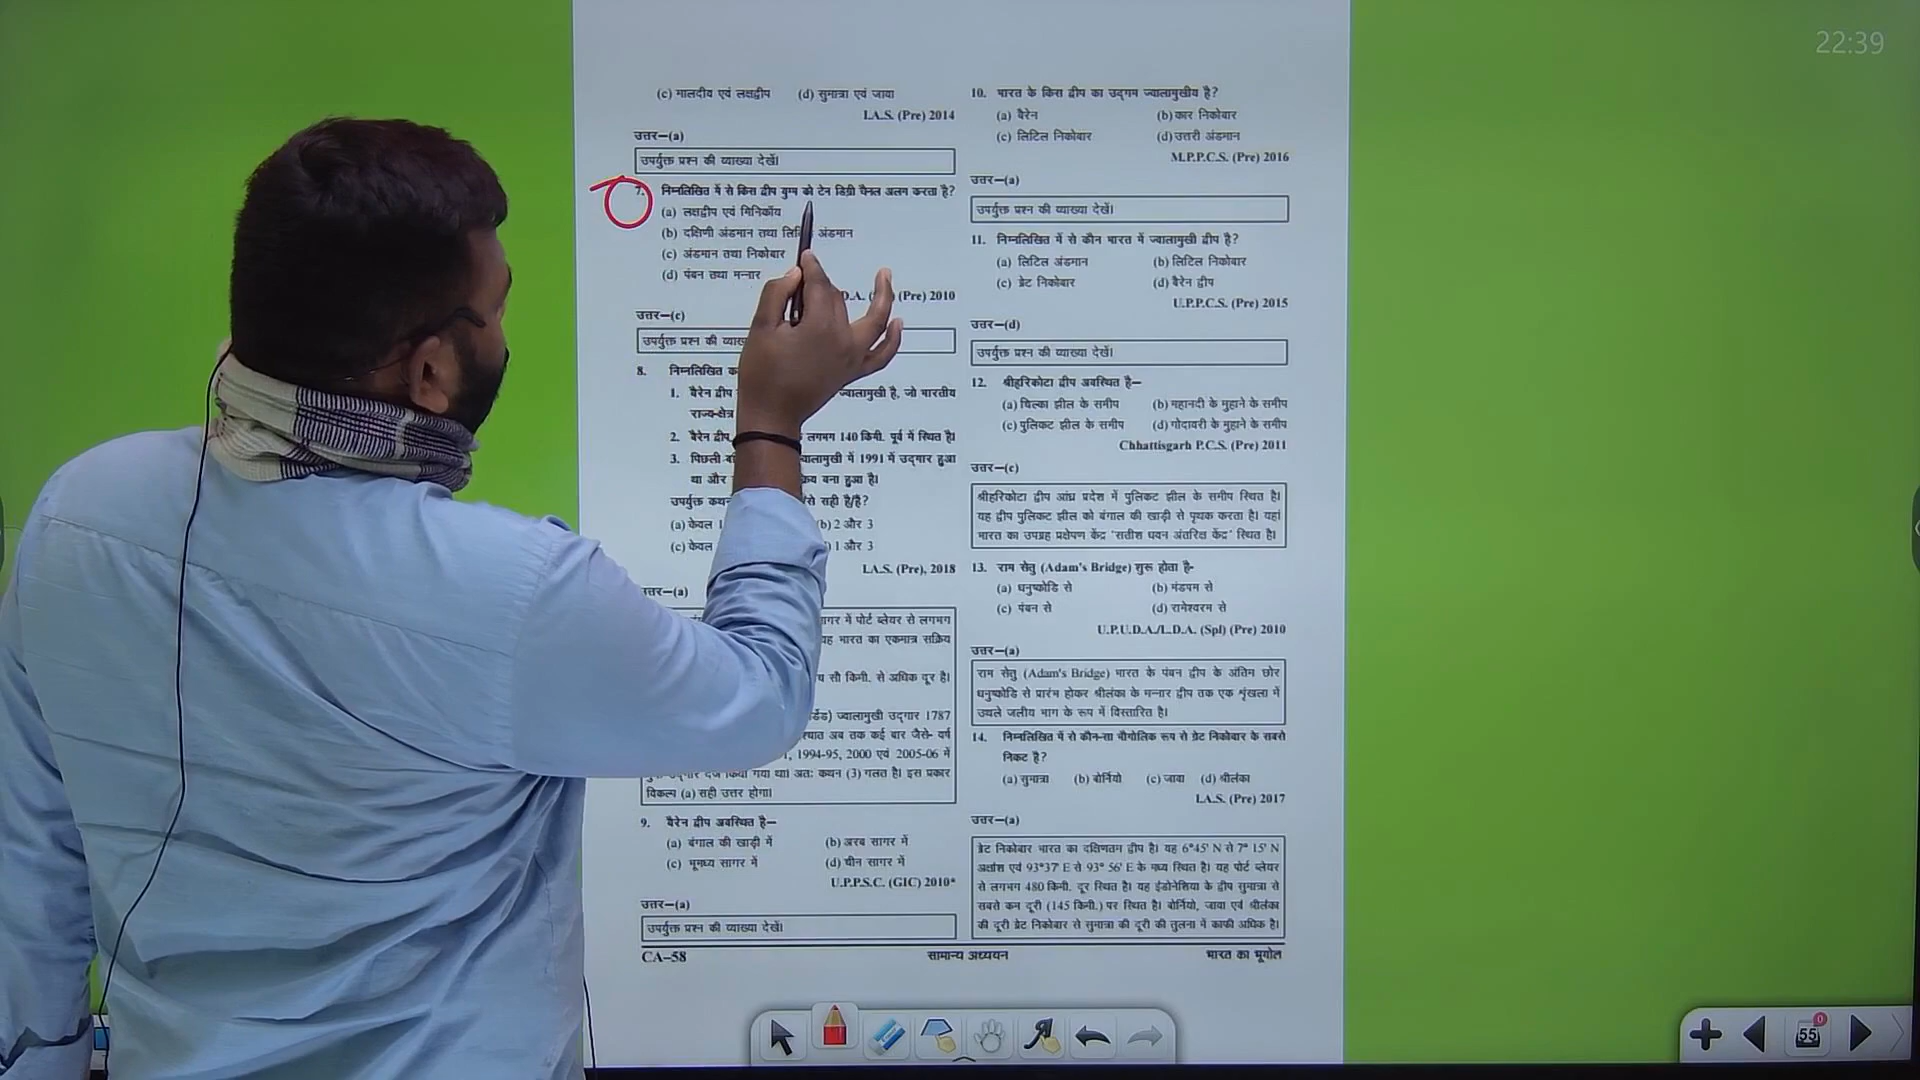 22:39
(c) मालदीव एवं लक्षद्वीप (d) सुमात्रा एवं जावा
I.A.S. (Pre) 2014
उत्तर—(a)
उपर्युक्त प्रश्न की व्याख्या देखें।
7. निम्नलिखित में से किस द्वीप युग्म को टेन डिग्री चैनल अलग करता है?
(a) लक्षद्वीप एवं मिनिकॉय
(b) दक्षिणी अंडमान तथा अंडमान
(c) अंडमान तथा निकोबार
(d) पंबन तथा मन्नार
(Pre) 2010
उत्तर—(c)
उपर्युक्त प्रश्न की
8. निम्नलिखित
1. बैरेन द्वीप ज्वालामुखी है, जो भारतीय
राज्य-क्षेत्र
2. बैरेन द्वीप लगभग 140 किमी. पूर्व में स्थित है।
3. पिछली में 1991 में उद्गार हुआ
था और बना हुआ है।
उपर्युक्त सही है/हैं?
(a) केवल 1 (b) 2 और 3
(c) केवल 1 और 3
I.A.S. (Pre), 2018
उत्तर—(a)
में पोर्ट ब्लेयर से लगभग
भारत का एकमात्र सक्रिय
सौ किमी. से अधिक दूर है।
ज्वालामुखी उद्गार 1787
अब तक कई बार जैसे- वर्ष
1994-95, 2000 एवं 2005-06 में
दर्ज किया गया था। अतः कथन (3) गलत है। इस प्रकार
विकल्प (a) सही उत्तर होगा।
9. बैरेन द्वीप अवस्थित है—
(a) बंगाल की खाड़ी में (b) अरब सागर में
(c) भूमध्य सागर में (d) चीन सागर में
U.P.P.S.C. (GIC) 2010*
उत्तर—(a)
उपर्युक्त प्रश्न की व्याख्या देखें।
10. भारत के किस द्वीप का उद्गम ज्वालामुखीय है?
(a) बैरेन (b) कार निकोबार
(c) लिटिल निकोबार (d) उत्तरी अंडमान
M.P.P.C.S. (Pre) 2016
उत्तर—(a)
उपर्युक्त प्रश्न की व्याख्या देखें।
11. निम्नलिखित में से कौन भारत में ज्वालामुखी द्वीप है?
(a) लिटिल अंडमान (b) लिटिल निकोबार
(c) ग्रेट निकोबार (d) बैरेन द्वीप
U.P.P.C.S. (Pre) 2015
उत्तर—(d)
उपर्युक्त प्रश्न की व्याख्या देखें।
12. श्रीहरिकोटा द्वीप अवस्थित है—
(a) चिल्का झील के समीप (b) महानदी के मुहाने के समीप
(c) पुलिकट झील के समीप (d) गोदावरी के मुहाने के समीप
Chhattisgarh P.C.S. (Pre) 2011
उत्तर—(c)
श्रीहरिकोटा द्वीप आंध्र प्रदेश में पुलिकट झील के समीप स्थित है।
यह द्वीप पुलिकट झील को बंगाल की खाड़ी से पृथक करता है। यहां
भारत का उपग्रह प्रक्षेपण केंद्र 'सतीश धवन अंतरिक्ष केंद्र' स्थित है।
13. राम सेतु (Adam's Bridge) शुरू होता है-
(a) धनुष्कोडि से (b) मंडपम से
(c) पंबन से (d) रामेश्वरम से
U.P.U.D.A./L.D.A. (Spl) (Pre) 2010
उत्तर—(a)
राम सेतु (Adam's Bridge) भारत के पंबन द्वीप के अंतिम छोर
धनुष्कोडि से प्रारंभ होकर श्रीलंका के मन्नार द्वीप तक एक शृंखला में
उथले जलीय भाग के रूप में विस्तारित है।
14. निम्नलिखित में से कौन-सा भौगोलिक रूप से ग्रेट निकोबार के सबसे
निकट है?
(a) सुमात्रा (b) बोर्नियो (c) जावा (d) श्रीलंका
I.A.S. (Pre) 2017
उत्तर—(a)
ग्रेट निकोबार भारत का दक्षिणतम द्वीप है। यह 6°45' N से 7° 15' N
अक्षांश एवं 93°37' E से 93° 56' E के मध्य स्थित है। यह पोर्ट ब्लेयर
से लगभग 480 किमी. दूर स्थित है। यह इंडोनेशिया के द्वीप सुमात्रा से
सबसे कम दूरी (145 किमी.) पर स्थित है। बोर्नियो, जावा एवं श्रीलंका
की दूरी ग्रेट निकोबार से सुमात्रा की दूरी की तुलना में काफी अधिक है।
CA–58 सामान्य अध्ययन भारत का भूगोल
55
0